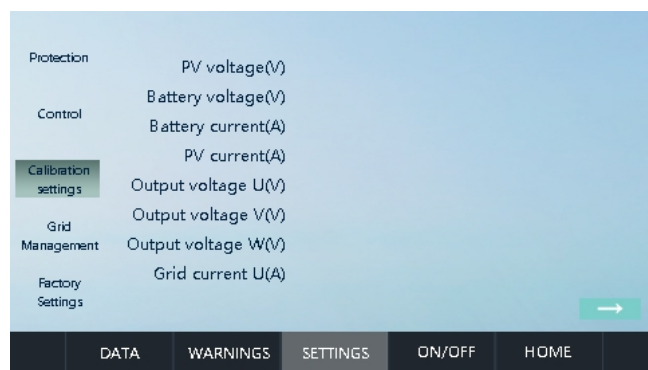 Protection
Control
Calibration
settings
Grid
Management
Factory
Settings
PV voltage(V)
Battery voltage(V)
Battery current(A)
PV current(A)
Output voltage U(V)
Output voltage V(V)
Output voltage W(V)
Grid current U(A)
→
DATA WARNINGS SETTINGS ON/OFF HOME